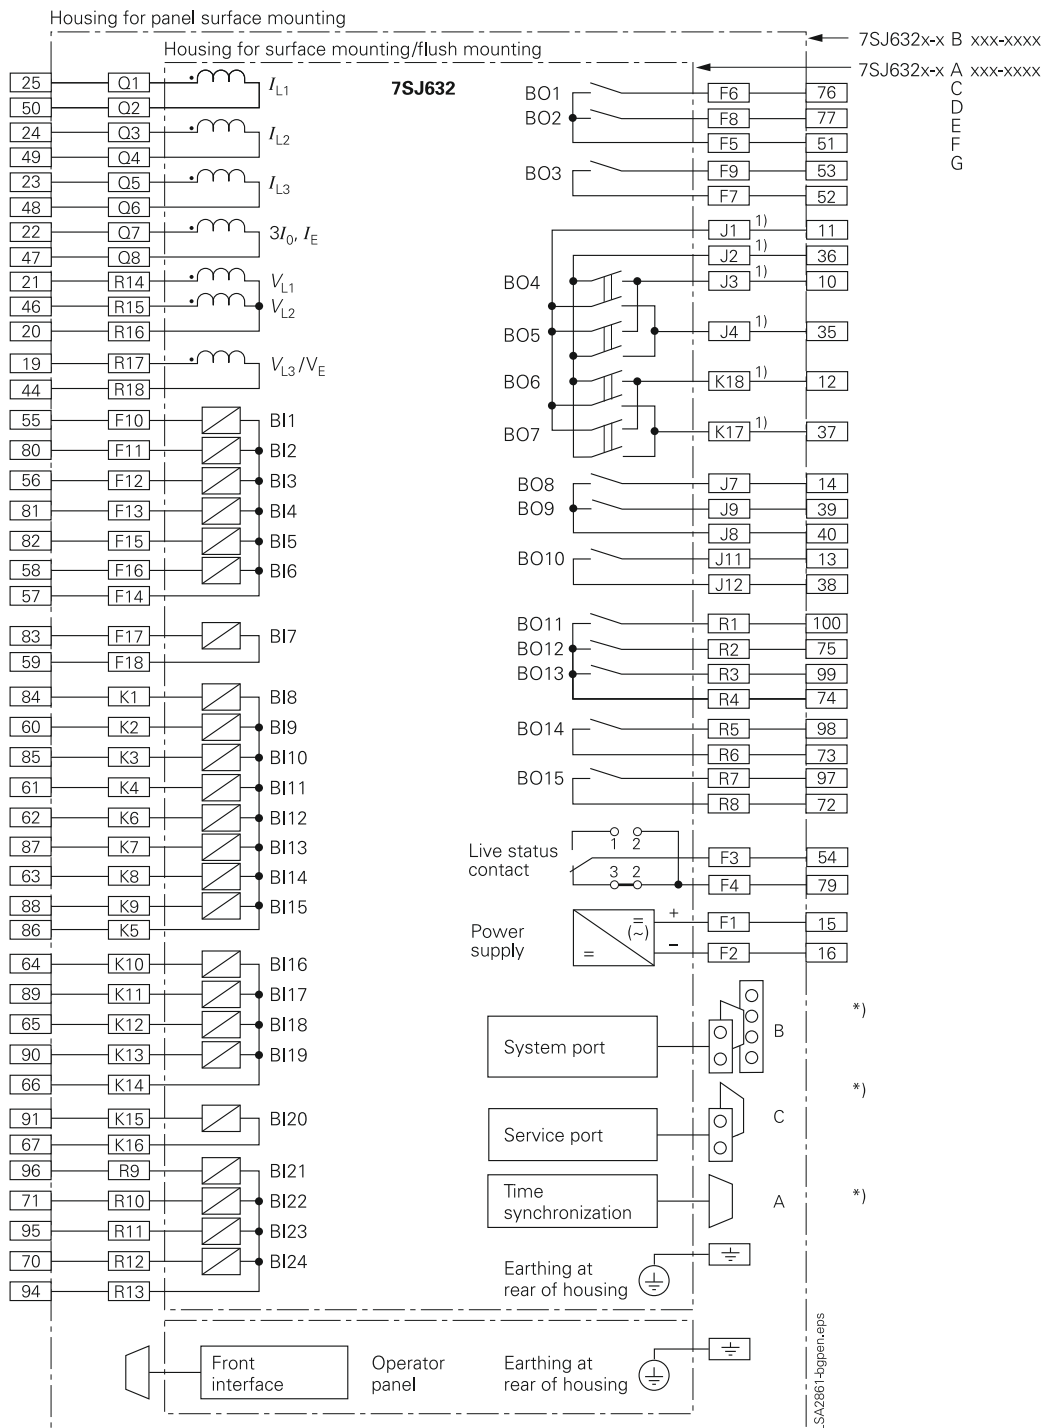 Housing for panel surface mounting
7SJ632x-x B xxx-xxxx
Housing for surface mounting/flush mounting
7SJ632x-x A xxx-xxxx
C
D
E
F
G
7SJ632
25 Q1 I L1
50 Q2
24 Q3 I L2
49 Q4
23 Q5 I L3
48 Q6
22 Q7 3I0, IE
47 Q8
21 R14 VL1
46 R15 VL2
20 R16
19 R17 VL3/VE
44 R18
55 F10 BI1
80 F11 BI2
56 F12 BI3
81 F13 BI4
82 F15 BI5
58 F16 BI6
57 F14
83 F17 BI7
59 F18
84 K1 BI8
60 K2 BI9
85 K3 BI10
61 K4 BI11
62 K6 BI12
87 K7 BI13
63 K8 BI14
88 K9 BI15
86 K5
64 K10 BI16
89 K11 BI17
65 K12 BI18
90 K13 BI19
66 K14
91 K15 BI20
67 K16
96 R9 BI21
71 R10 BI22
95 R11 BI23
70 R12 BI24
94 R13
BO1 F6 76
BO2 F8 77
F5 51
BO3 F9 53
F7 52
J1 1) 11
J2 1) 36
BO4 J3 1) 10
BO5 J4 1) 35
BO6 K18 1) 12
BO7 K17 1) 37
BO8 J7 14
BO9 J9 39
J8 40
BO10 J11 13
J12 38
BO11 R1 100
BO12 R2 75
BO13 R3 99
R4 74
BO14 R5 98
R6 73
BO15 R7 97
R8 72
1 2
Live status
contact
F3 54
3 2
F4 79
Power
supply
= (~) =
+ F1 15
− F2 16
System port B *)
Service port C *)
Time
synchronization A *)
Earthing at
rear of housing
Front
interface
Operator
panel
Earthing at
rear of housing
.SA2861-bgpen.eps